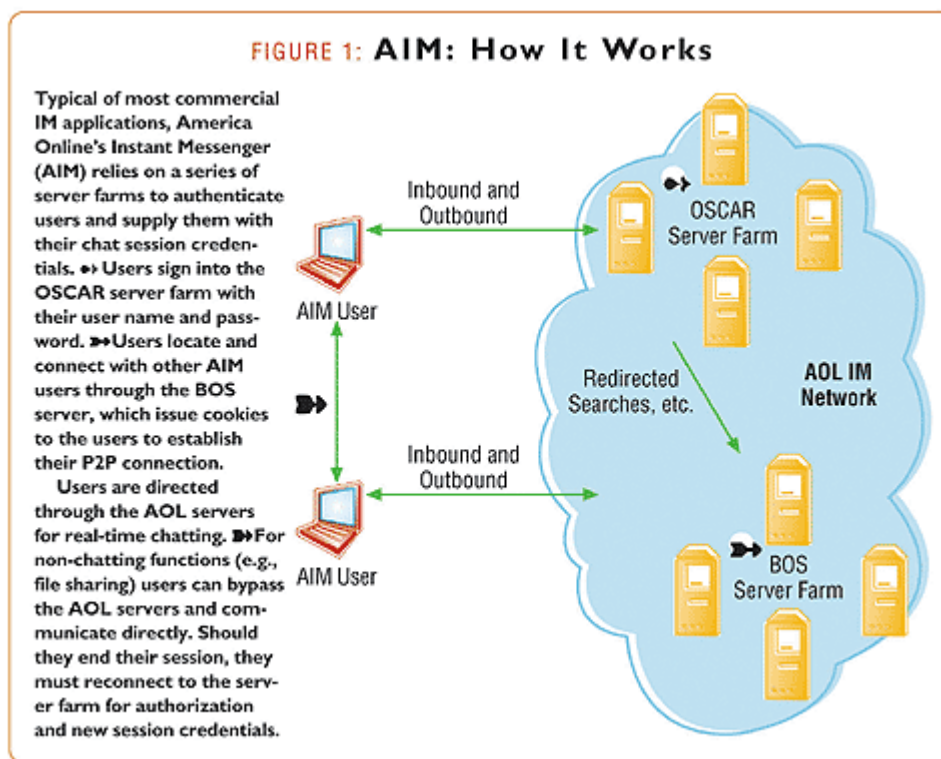 FIGURE 1: AIM: How It Works
Typical of most commercial
IM applications, America
Online's Instant Messenger
(AIM) relies on a series of
server farms to authenticate
users and supply them with
their chat session creden-
tials. Users sign into the
OSCAR server farm with
their user name and pass-
word. Users locate and
connect with other AIM
users through the BOS
server, which issue cookies
to the users to establish
their P2P connection.
Users are directed
through the AOL servers
for real-time chatting. For
non-chatting functions (e.g.,
file sharing) users can bypass
the AOL servers and com-
municate directly. Should
they end their session, they
must reconnect to the serv-
er farm for authorization
and new session credentials.
Inbound and
Outbound
AIM User
Inbound and
Outbound
AIM User
OSCAR
Server Farm
Redirected
Searches, etc.
AOL IM
Network
BOS
Server Farm